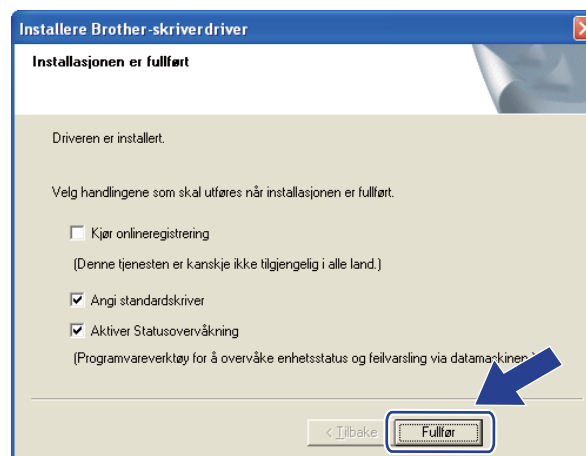 Installere Brother-skriverdriver
Installasjonen er fullført
Driveren er installert.
Velg handlingene som skal utføres når installasjonen er fullført.
Kjør onlineregistrering
(Denne tjenesten er kanskje ikke tilgjengelig i alle land.)
Angi standardskriver
Aktiver Statusovervåkning
(Programvareverktøy for å overvåke enhetsstatus og feilvarsling via datamaskinen.)
< Tilbake
Fullfør